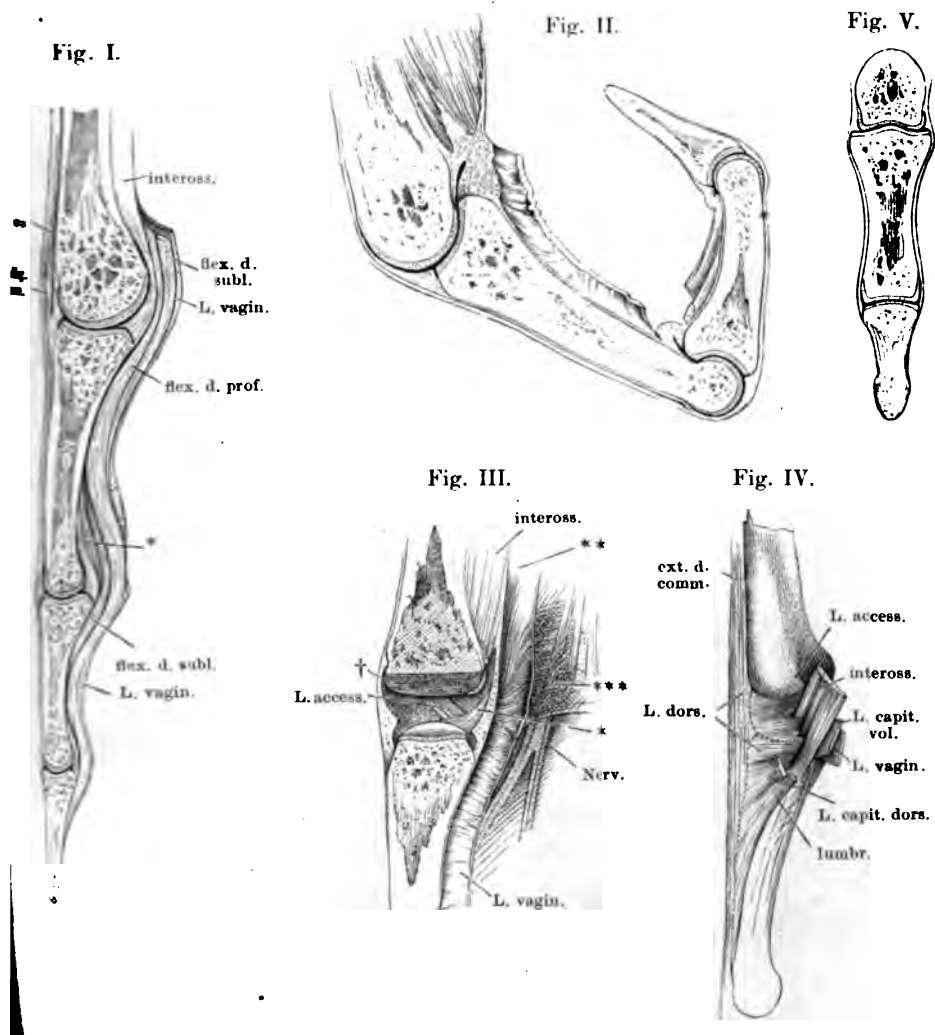 Fig. I.
Fig. II.
Fig. V.
inteross.
flex. d.
subl.
L. vagin.
flex. d. prof.
*
flex. d. subl.
L. vagin.
Fig. III.
inteross.
**
†
L. access.
***
*
Nerv.
L. vagin.
Fig. IV.
ext. d.
comm.
L. access.
inteross.
L. dors.
L. capit.
vol.
L. vagin.
L. capit. dors.
lumbr.
*